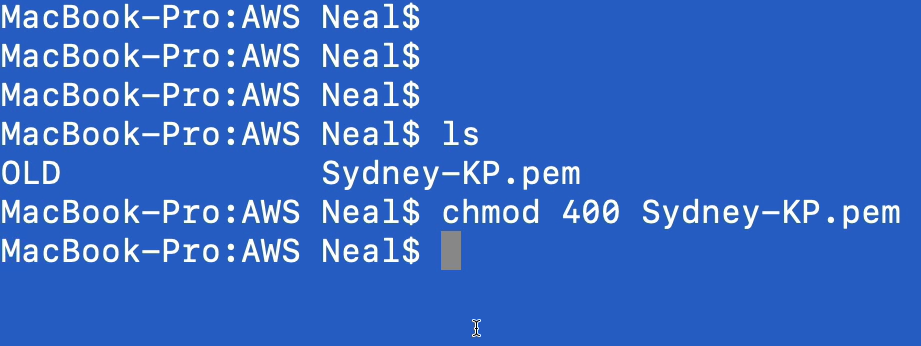 MacBook-Pro:AWS Neal$
MacBook-Pro:AWS Neal$
MacBook-Pro:AWS Neal$
MacBook-Pro:AWS Neal$ ls
OLD             Sydney-KP.pem
MacBook-Pro:AWS Neal$ chmod 400 Sydney-KP.pem
MacBook-Pro:AWS Neal$